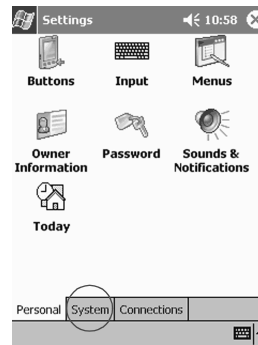 Settings 10:58
Buttons Input Menus
Owner Information Password Sounds & Notifications
Today
Personal System Connections